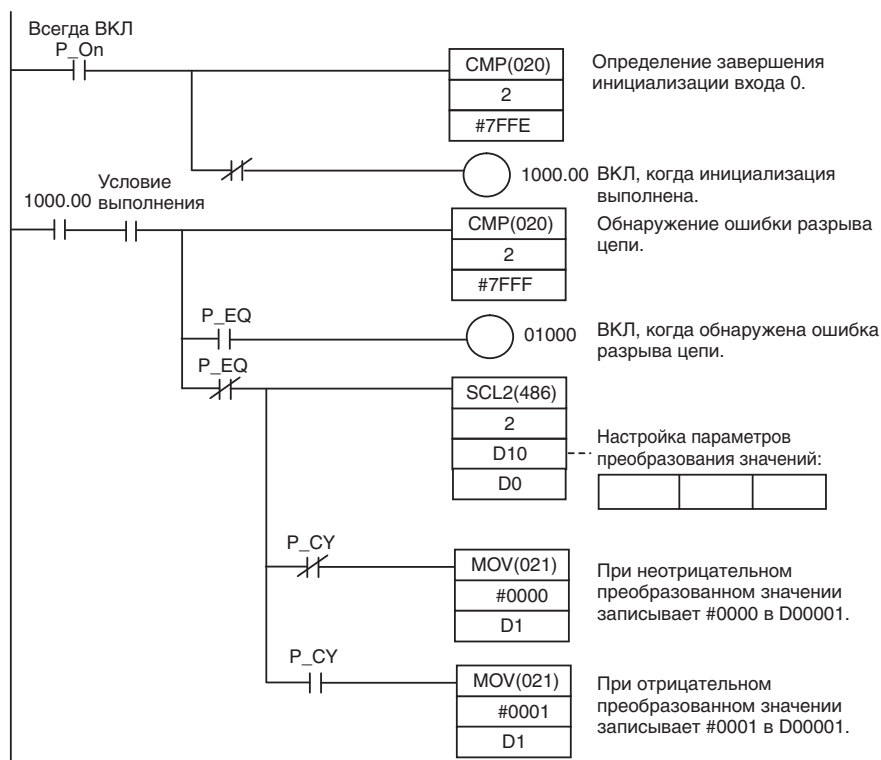 Всегда ВКЛ
P_On
CMP(020)
2
#7FFE
Определение завершения
инициализации входа 0.
1000.00
ВКЛ, когда инициализация
выполнена.
1000.00
Условие
выполнения
CMP(020)
2
#7FFF
Обнаружение ошибки разрыва
цепи.
P_EQ
01000
ВКЛ, когда обнаружена ошибка
разрыва цепи.
P_EQ
SCL2(486)
2
D10
D0
Настройка параметров
преобразования значений:
P_CY
MOV(021)
#0000
D1
При неотрицательном
преобразованном значении
записывает #0000 в D00001.
P_CY
MOV(021)
#0001
D1
При отрицательном
преобразованном значении
записывает #0001 в D00001.